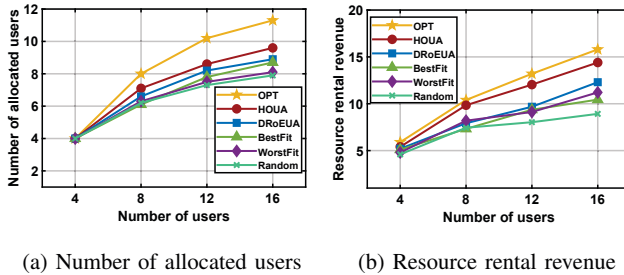 12
10
8
6
4
2
Number of allocated users
OPT
HOUA
DRoEUA
BestFit
WorstFit
Random
4 8 12 16
Number of users
(a) Number of allocated users
20
15
10
5
Resource rental revenue
OPT
HOUA
DRoEUA
BestFit
WorstFit
Random
4 8 12 16
Number of users
(b) Resource rental revenue